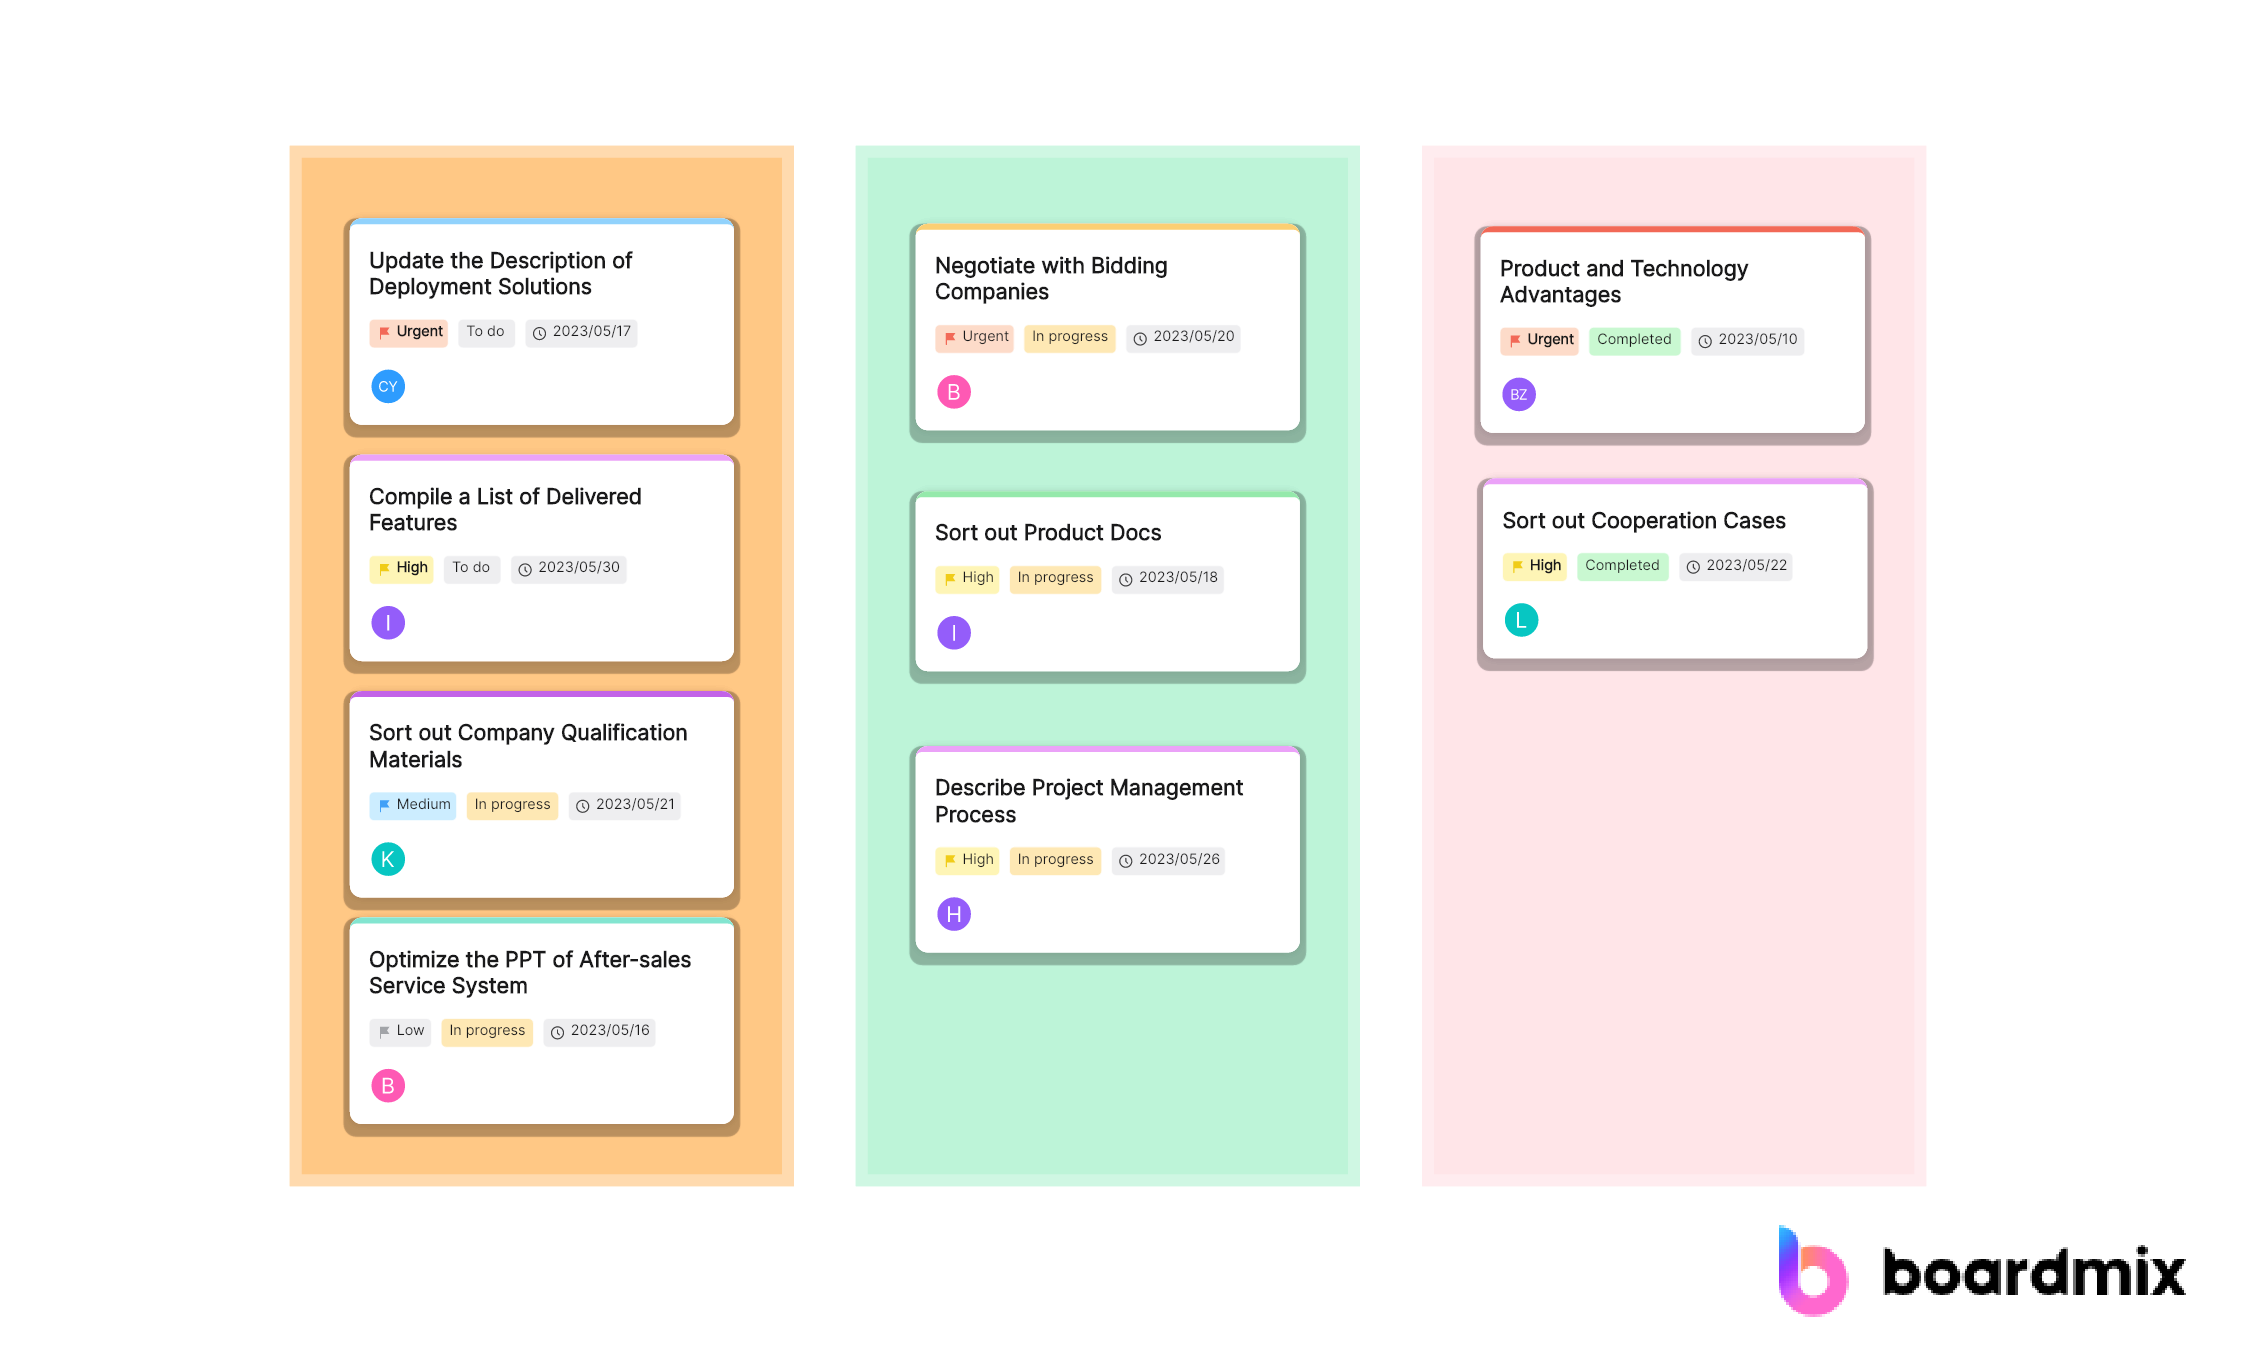 Update the Description of
Deployment Solutions
Urgent To do 2023/05/17
CY
Compile a List of Delivered
Features
High To do 2023/05/30
I
Sort out Company Qualification
Materials
Medium In progress 2023/05/21
K
Optimize the PPT of After-sales
Service System
Low In progress 2023/05/16
B
Negotiate with Bidding
Companies
Urgent In progress 2023/05/20
B
Sort out Product Docs
High In progress 2023/05/18
I
Describe Project Management
Process
High In progress 2023/05/26
H
Product and Technology
Advantages
Urgent Completed 2023/05/10
BZ
Sort out Cooperation Cases
High Completed 2023/05/22
L
boardmix